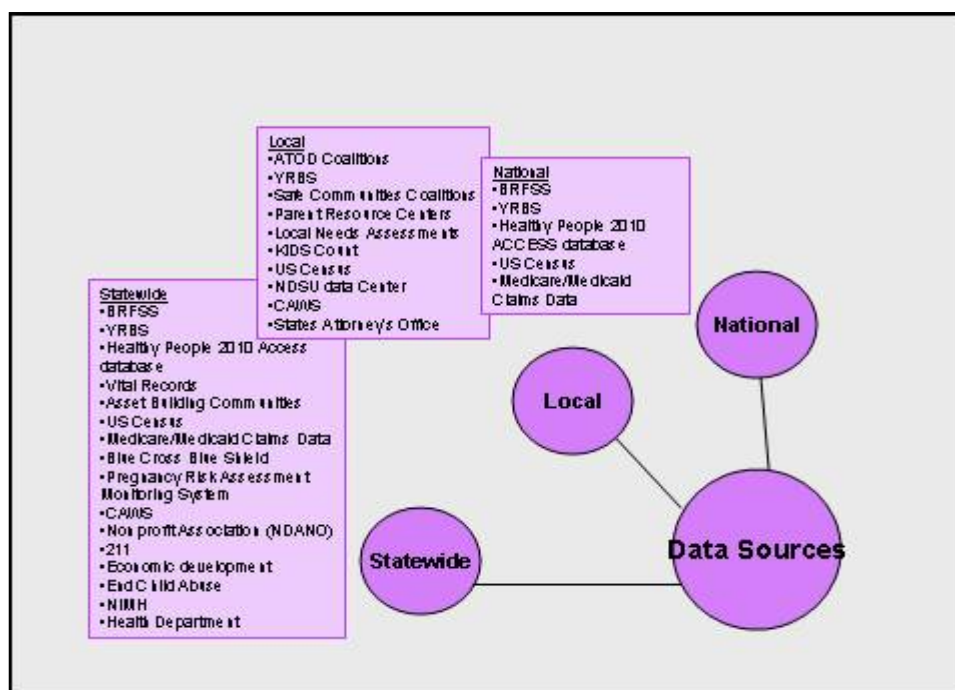 Local
•ATOD Coalitions
•YRBS
•Safe Communities Coalitions
•Parent Resource Centers
•Local Needs Assessments
•KIDS Count
•US Census
•NDSU data Center
•CAWS
•States Attorney's Office
National
•BRFSS
•YRBS
•Healthy People 2010
ACCESS database
•US Census
•Medicare/Medicaid
Claims Data
Statewide
•BRFSS
•YRBS
•Healthy People 2010 Access
database
•Vital Records
•Asset Building Communities
•US Census
•Medicare/Medicaid Claims Data
•Blue Cross Blue Shield
•Pregnancy Risk Assessment
Monitoring System
•CAWS
•Non profit Association (NDANO)
•211
•Economic development
•End Child Abuse
•NIMH
•Health Department
National
Local
Statewide
Data Sources